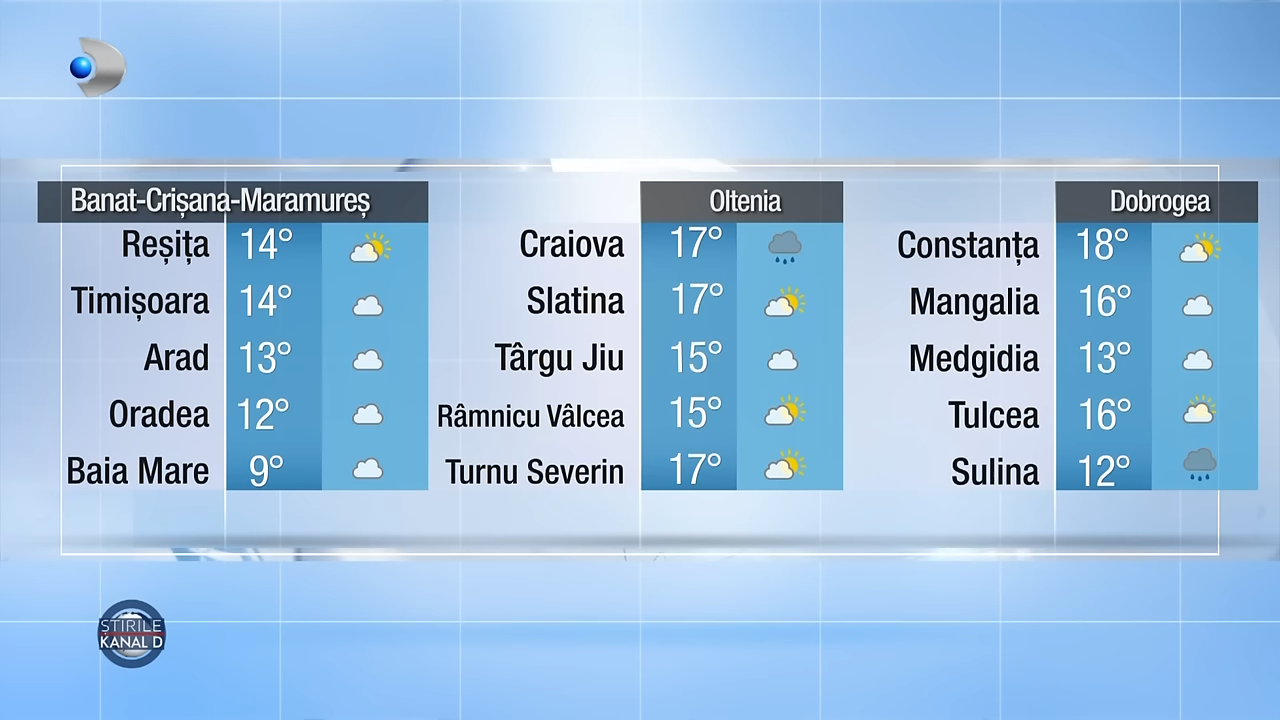 Banat-Crișana-Maramureș
Reșița 14°
Timișoara 14°
Arad 13°
Oradea 12°
Baia Mare 9°
Oltenia
Craiova 17°
Slatina 17°
Târgu Jiu 15°
Râmnicu Vâlcea 15°
Turnu Severin 17°
Dobrogea
Constanța 18°
Mangalia 16°
Medgidia 13°
Tulcea 16°
Sulina 12°
ȘTIRILE
KANAL D